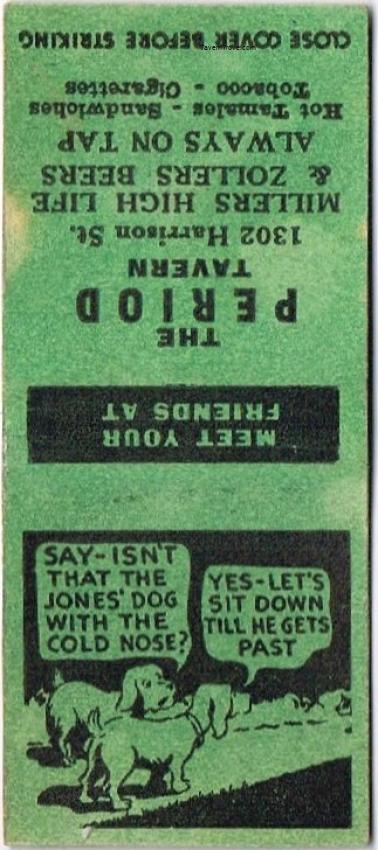 MEET YOUR
FRIENDS AT
THE
PERIOD
TAVERN
1302 Harrison St.
MILLERS HIGH LIFE
& ZOLLERS BEERS
ALWAYS ON TAP
Hot Tamales - Sandwiches
Tobacco - Cigarettes
CLOSE COVER BEFORE STRIKING
taverntrove.com
SAY-ISN'T
THAT THE
JONES' DOG
WITH THE
COLD NOSE?
YES-LET'S
SIT DOWN
TILL HE GETS
PAST